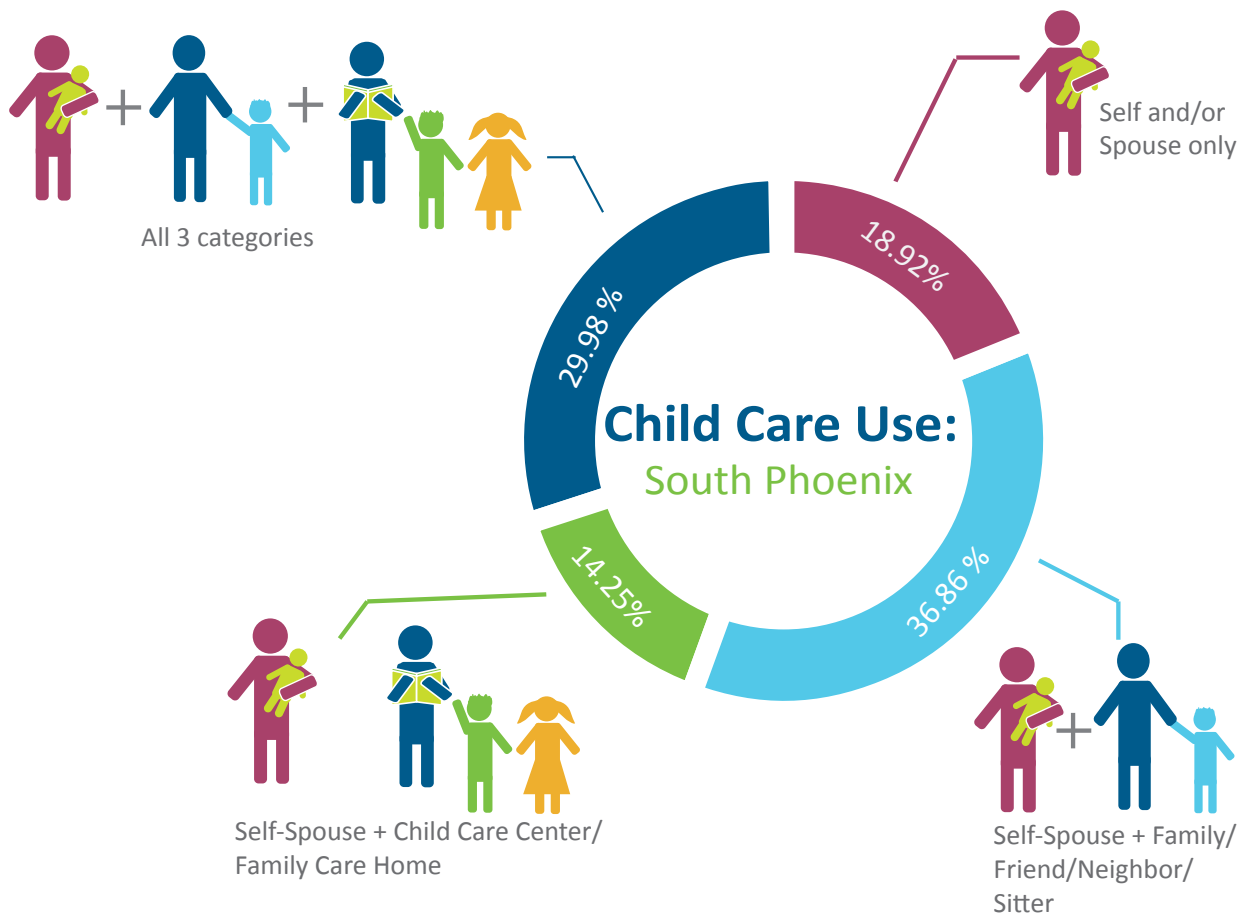 Self and/or
Spouse only
All 3 categories
18.92%
29.98 %
Child Care Use:
South Phoenix
14.25%
36.86 %
Self-Spouse + Child Care Center/
Family Care Home
Self-Spouse + Family/
Friend/Neighbor/
Sitter